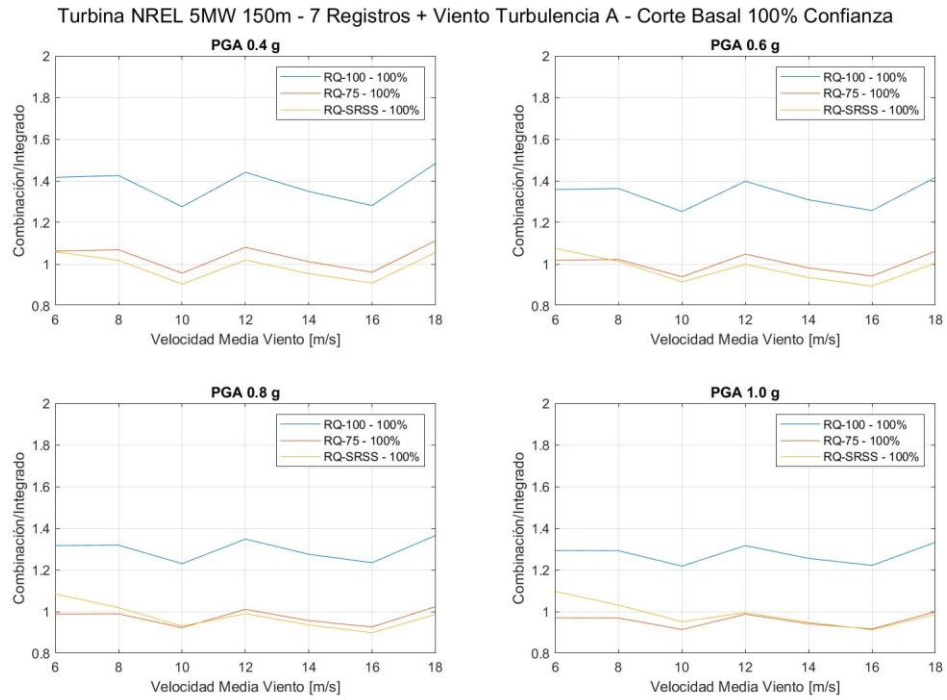 Turbina NREL 5MW 150m - 7 Registros + Viento Turbulencia A - Corte Basal 100% Confianza
PGA 0.4 g
2
1.8
1.6
1.4
1.2
1
0.8
Combinación/Integrado
RQ-100 - 100%
RQ-75 - 100%
RQ-SRSS - 100%
6 8 10 12 14 16 18
Velocidad Media Viento [m/s]
PGA 0.6 g
2
1.8
1.6
1.4
1.2
1
0.8
Combinación/Integrado
RQ-100 - 100%
RQ-75 - 100%
RQ-SRSS - 100%
6 8 10 12 14 16 18
Velocidad Media Viento [m/s]
PGA 0.8 g
2
1.8
1.6
1.4
1.2
1
0.8
Combinación/Integrado
RQ-100 - 100%
RQ-75 - 100%
RQ-SRSS - 100%
6 8 10 12 14 16 18
Velocidad Media Viento [m/s]
PGA 1.0 g
2
1.8
1.6
1.4
1.2
1
0.8
Combinación/Integrado
RQ-100 - 100%
RQ-75 - 100%
RQ-SRSS - 100%
6 8 10 12 14 16 18
Velocidad Media Viento [m/s]